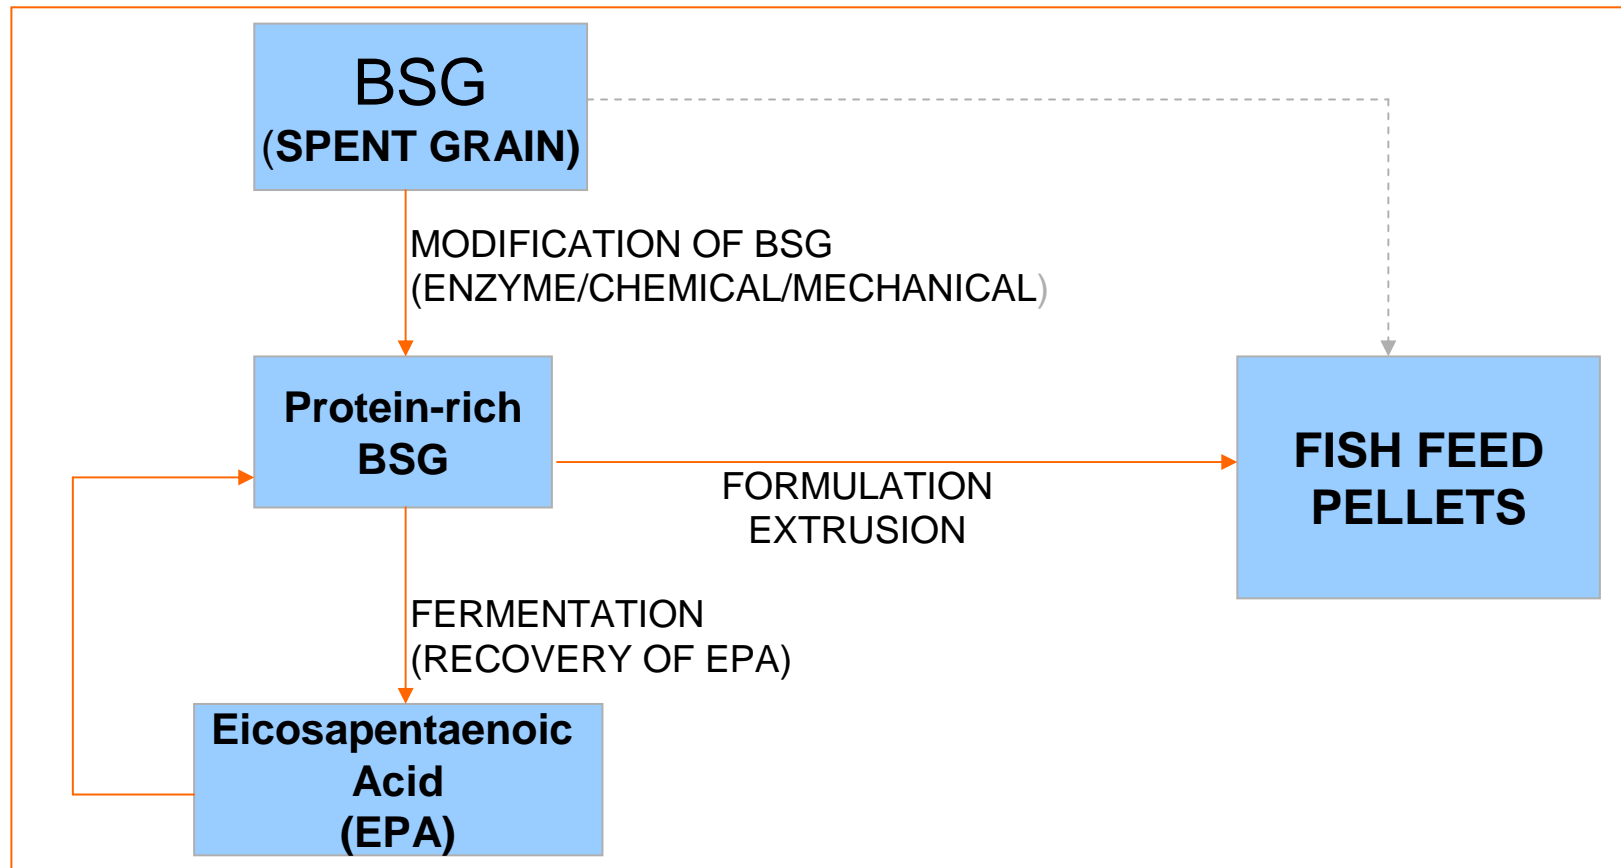 BSG
(SPENT GRAIN)
MODIFICATION OF BSG
(ENZYME/CHEMICAL/MECHANICAL)
Protein-rich
BSG
FORMULATION
EXTRUSION
FISH FEED
PELLETS
FERMENTATION
(RECOVERY OF EPA)
Eicosapentaenoic
Acid
(EPA)